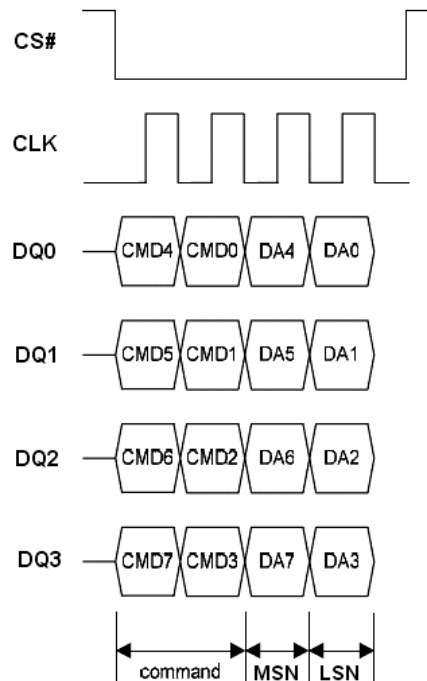 CS#
CLK
DQ0 CMD4 CMD0 DA4 DA0
DQ1 CMD5 CMD1 DA5 DA1
DQ2 CMD6 CMD2 DA6 DA2
DQ3 CMD7 CMD3 DA7 DA3
command MSN LSN